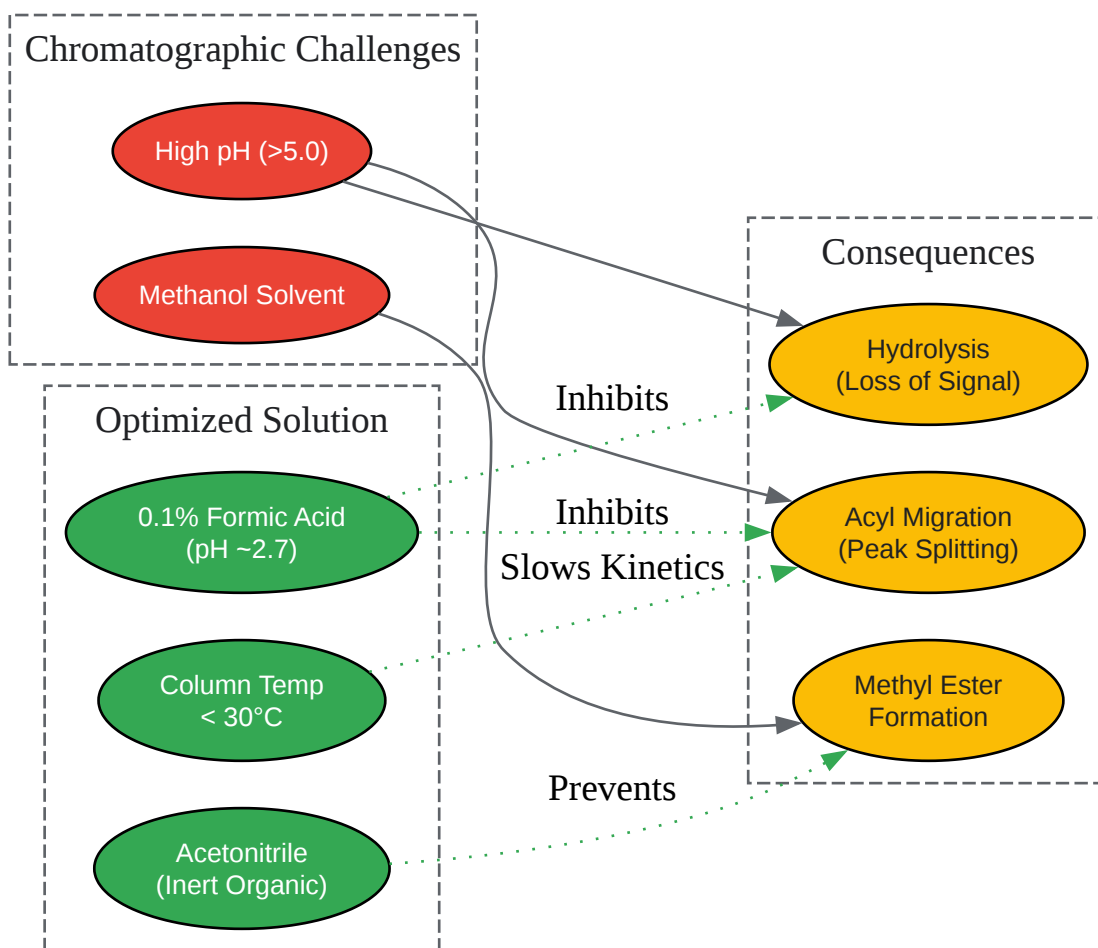 Chromatographic Challenges
High pH (>5.0)
Methanol Solvent
Consequences
Hydrolysis
(Loss of Signal)
Acyl Migration
(Peak Splitting)
Methyl Ester
Formation
Optimized Solution
0.1% Formic Acid
(pH ~2.7)
Column Temp
< 30°C
Acetonitrile
(Inert Organic)
Inhibits
Inhibits
Slows Kinetics
Prevents